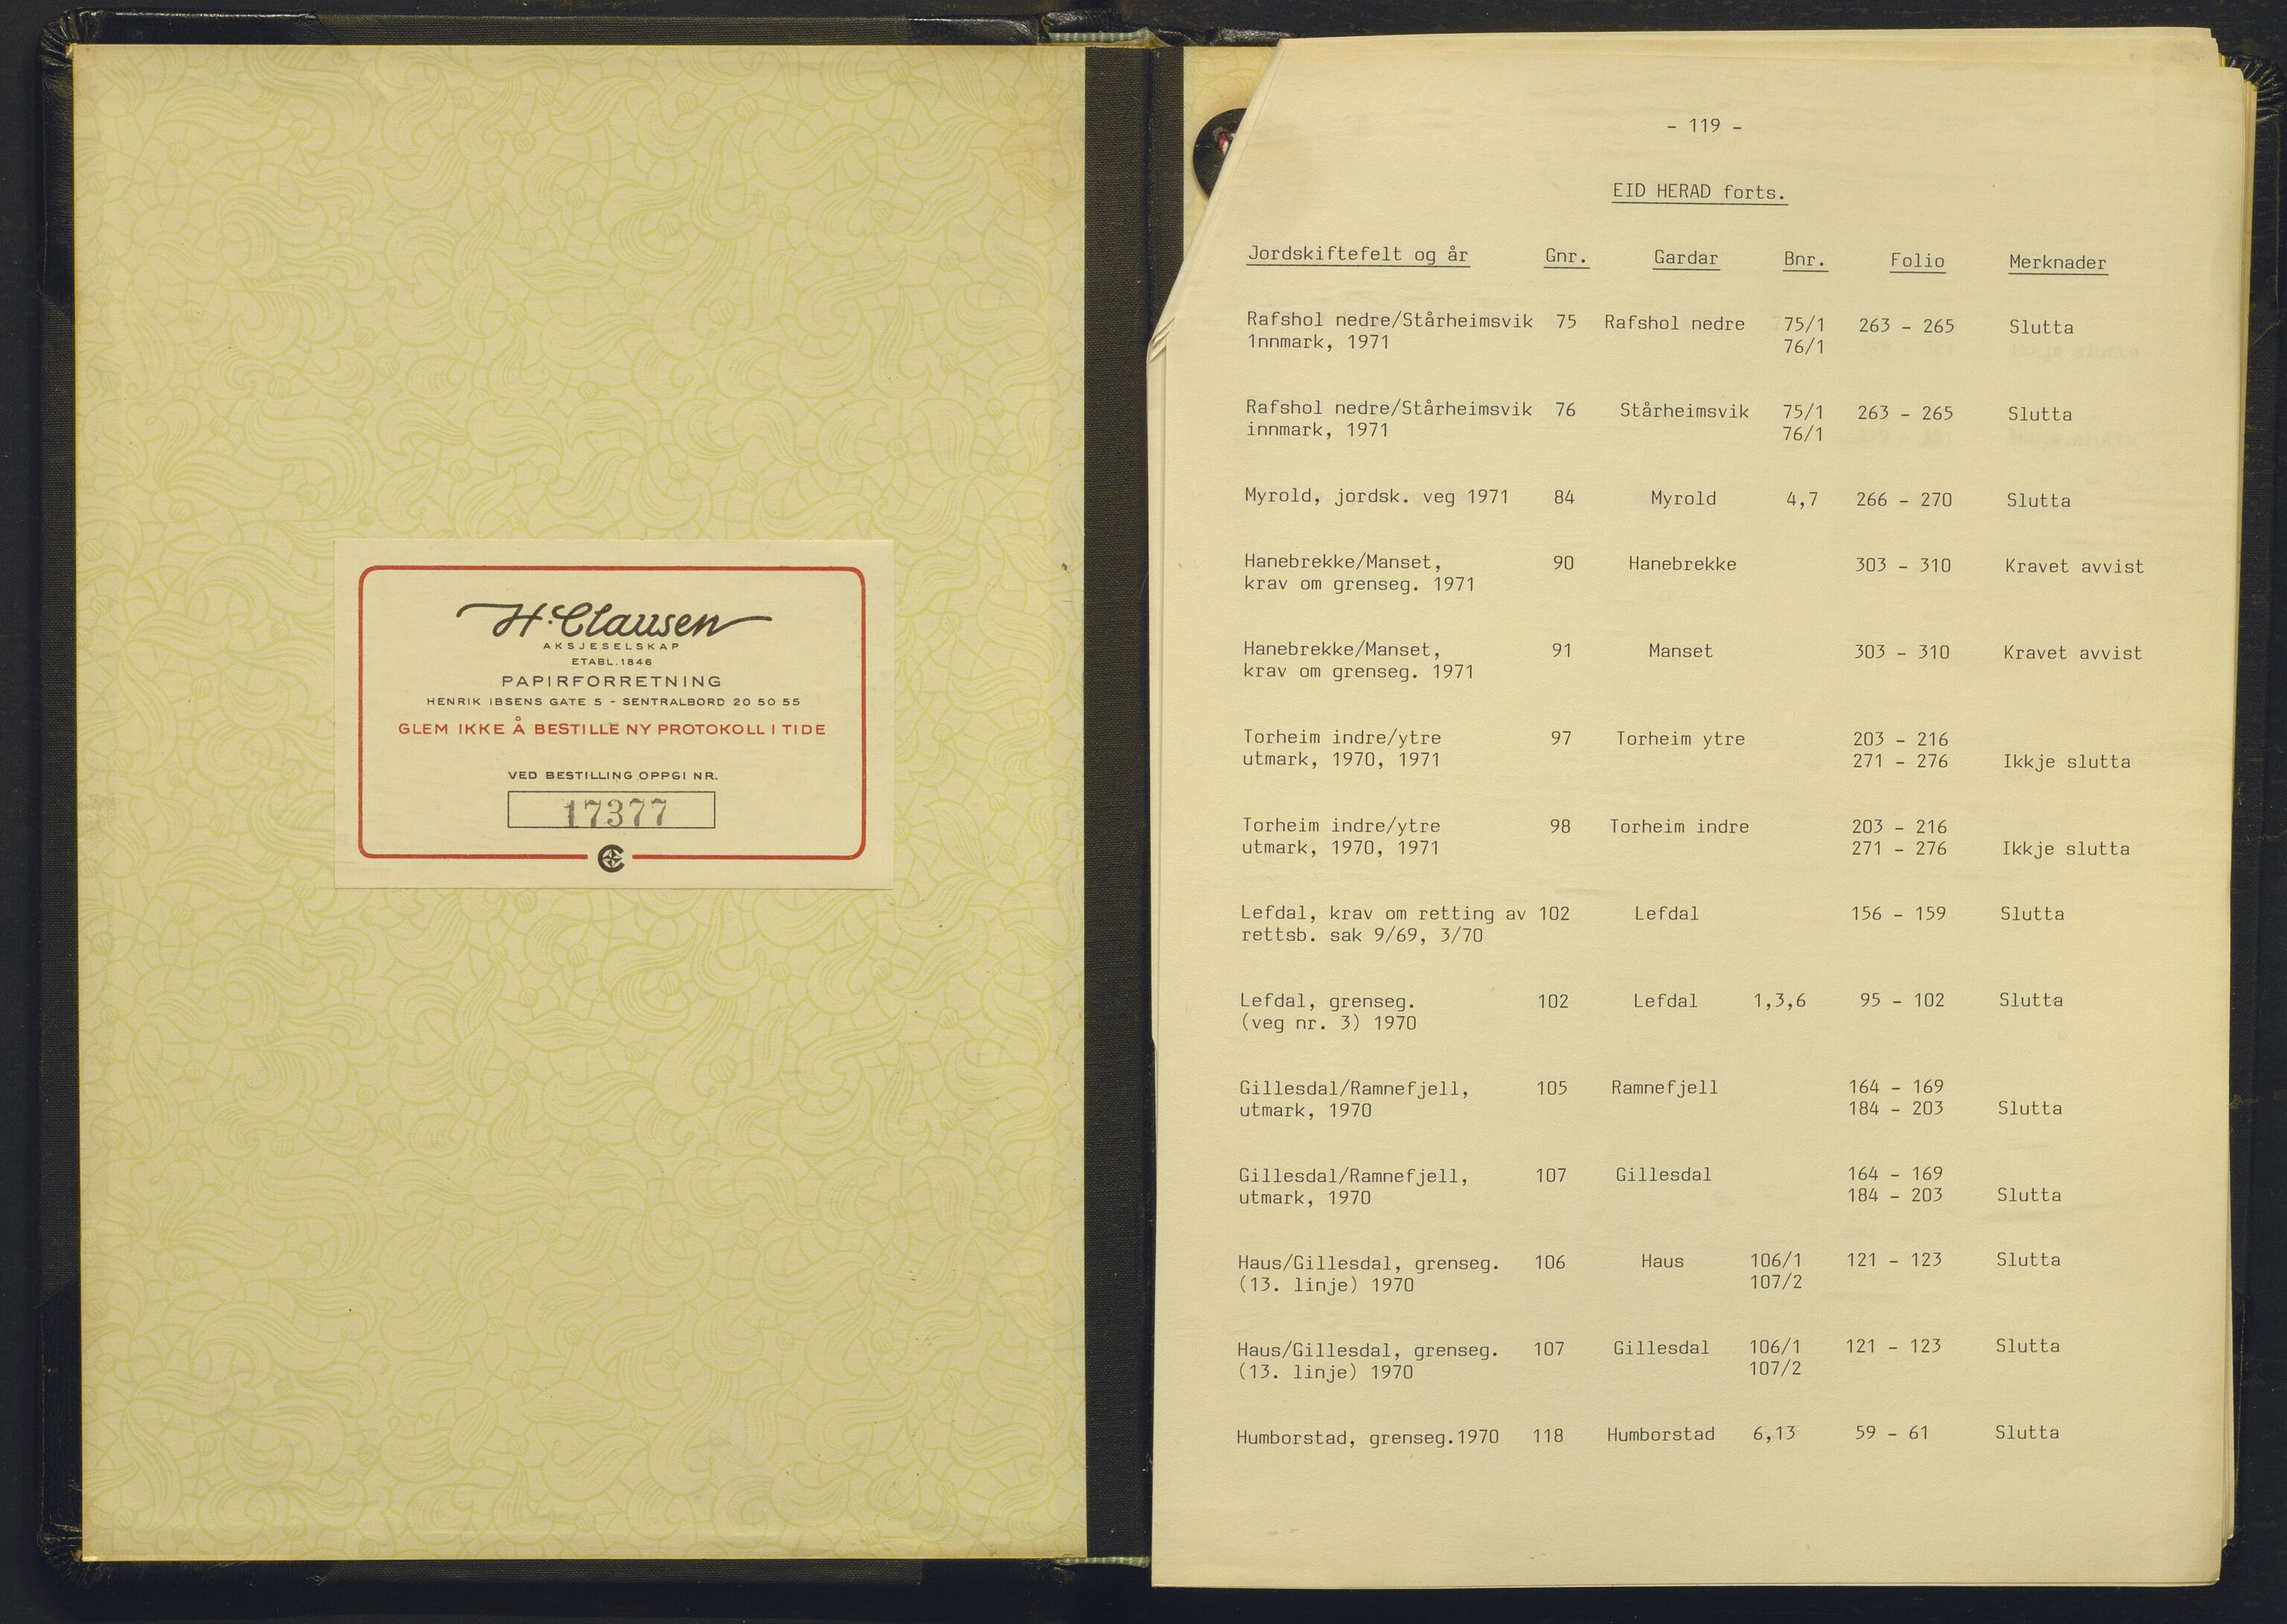 H. Clausen
AKSJESELSKAP
ETABL. 1846
PAPIRFORRETNING
HENRIK IBSENS GATE 5 - SENTRALBORD 20 50 55
GLEM IKKE Å BESTILLE NY PROTOKOLL I TIDE
VED BESTILLING OPPGI NR.
17377
- 119 -
EID HERAD forts.
Jordskiftefelt og år Gnr. Gardar Bnr. Folio Merknader
Rafshol nedre/Stårheimsvik 75 Rafshol nedre 75/1 263 - 265 Slutta
1nnmark, 1971 76/1
Rafshol nedre/Stårheimsvik 76 Stårheimsvik 75/1 263 - 265 Slutta
innmark, 1971 76/1
Myrold, jordsk. veg 1971 84 Myrold 4,7 266 - 270 Slutta
Hanebrekke/Manset, 90 Hanebrekke 303 - 310 Kravet avvist
krav om grenseg. 1971
Hanebrekke/Manset, 91 Manset 303 - 310 Kravet avvist
krav om grenseg. 1971
Torheim indre/ytre 97 Torheim ytre 203 - 216
utmark, 1970, 1971 271 - 276 Ikkje slutta
Torheim indre/ytre 98 Torheim indre 203 - 216
utmark, 1970, 1971 271 - 276 Ikkje slutta
Lefdal, krav om retting av 102 Lefdal 156 - 159 Slutta
rettsb. sak 9/69, 3/70
Lefdal, grenseg. 102 Lefdal 1,3,6 95 - 102 Slutta
(veg nr. 3) 1970
Gillesdal/Ramnefjell, 105 Ramnefjell 164 - 169
utmark, 1970 184 - 203 Slutta
Gillesdal/Ramnefjell, 107 Gillesdal 164 - 169
utmark, 1970 184 - 203 Slutta
Haus/Gillesdal, grenseg. 106 Haus 106/1 121 - 123 Slutta
(13. linje) 1970 107/2
Haus/Gillesdal, grenseg. 107 Gillesdal 106/1 121 - 123 Slutta
(13. linje) 1970 107/2
Humborstad, grenseg.1970 118 Humborstad 6,13 59 - 61 Slutta